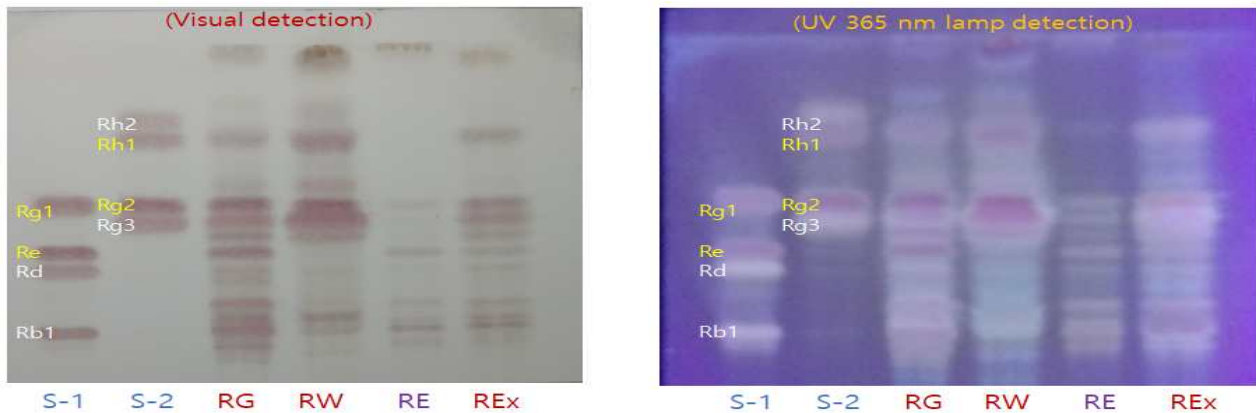 (Visual detection)
Rh2
Rh1
Rg1
Rg2
Rg3
Re
Rd
Rb1
S-1 S-2 RG RW RE REx
(UV 365 nm lamp detection)
Rh2
Rh1
Rg1
Rg2
Rg3
Re
Rd
Rb1
S-1 S-2 RG RW RE REx